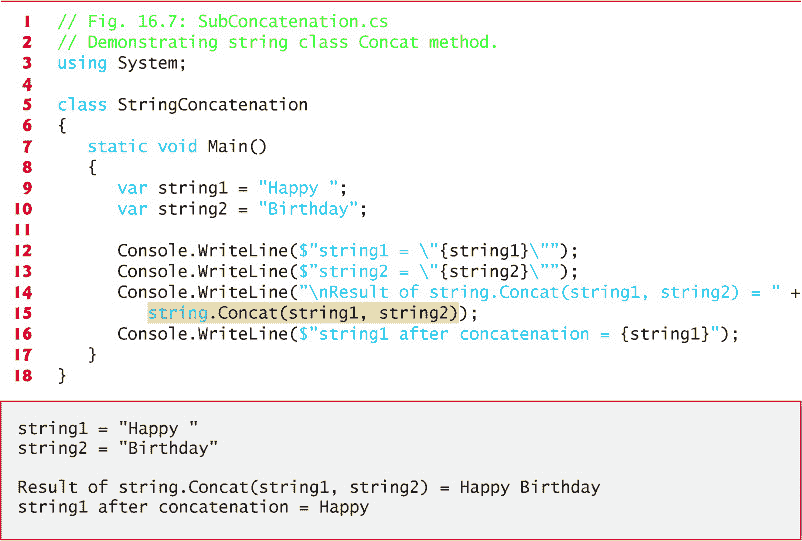 1 // Fig. 16.7: SubConcatenation.cs
2 // Demonstrating string class Concat method.
3 using System;
4
5 class StringConcatenation
6 {
7 static void Main()
8 {
9 var string1 = "Happy ";
10 var string2 = "Birthday";
11
12 Console.WriteLine($"string1 = \"{string1}\"");
13 Console.WriteLine($"string2 = \"{string2}\"");
14 Console.WriteLine("\nResult of string.Concat(string1, string2) = " +
15 string.Concat(string1, string2));
16 Console.WriteLine($"string1 after concatenation = {string1}");
17 }
18 }
string1 = "Happy "
string2 = "Birthday"
Result of string.Concat(string1, string2) = Happy Birthday
string1 after concatenation = Happy